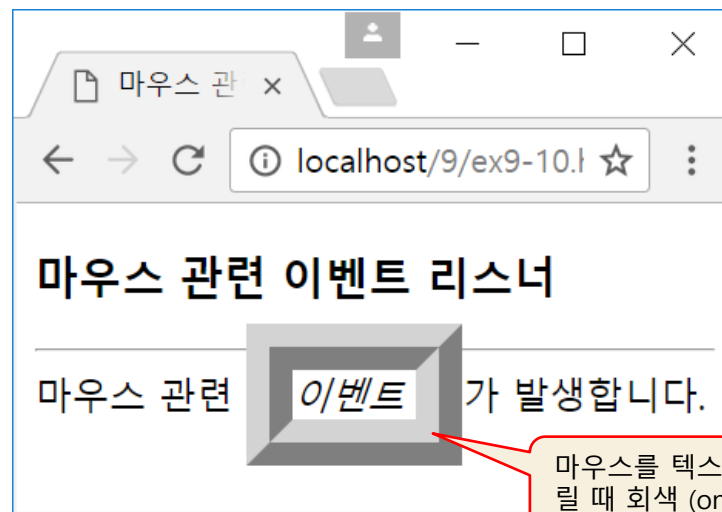 마우스 관
localhost/9/ex9-10.
마우스 관련 이벤트 리스너
마우스 관련 이벤트 가 발생합니다.
마우스를
릴 때 회색